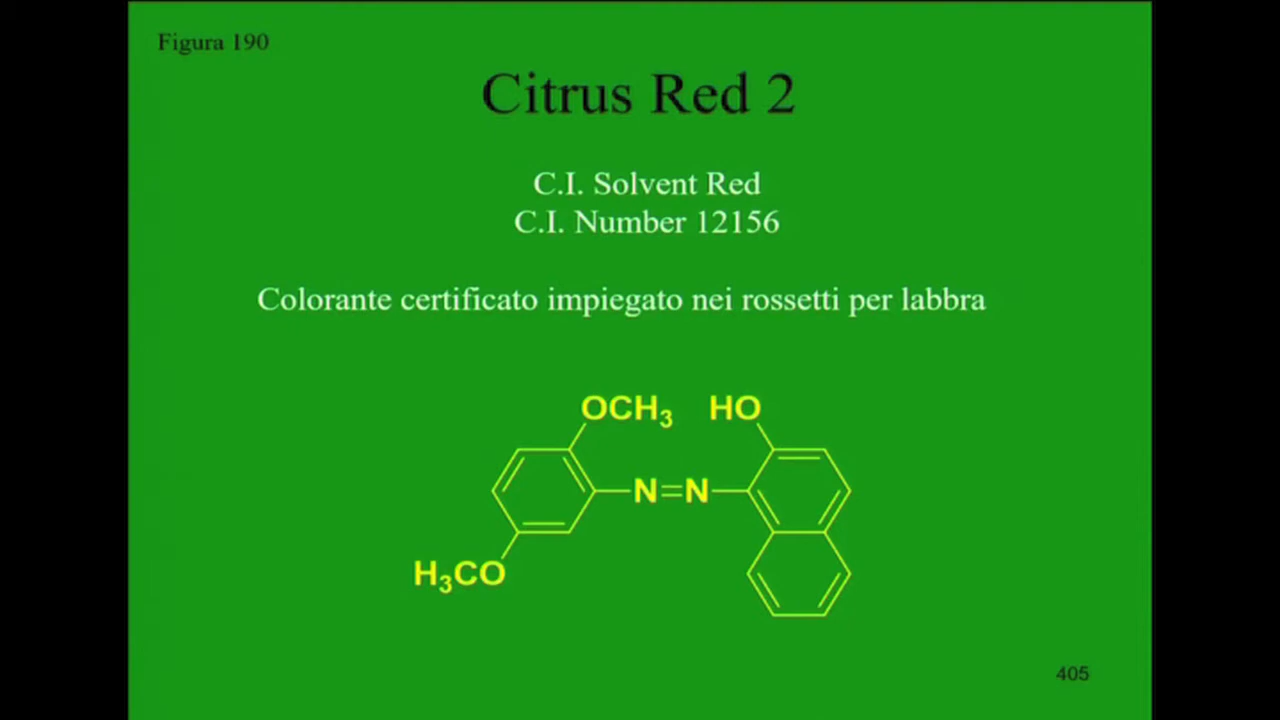 Figura 190
Citrus Red 2
C.I. Solvent Red
C.I. Number 12156
Colorante certificato impiegato nei rossetti per labbra
OCH₃ HO
N=N
H₃CO
405